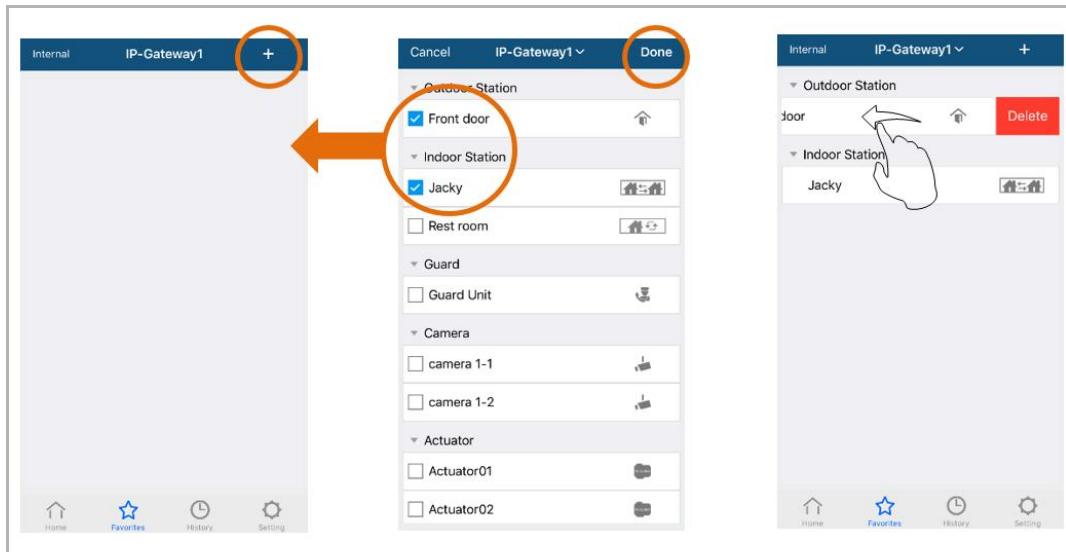 Internal IP-Gateway1 +
Home Favorites History Setting
Cancel IP-Gateway1 Done
Outdoor Station
Front door
Indoor Station
Jacky
Rest room
Guard
Guard Unit
Camera
camera 1-1
camera 1-2
Actuator
Actuator01
Actuator02
Internal IP-Gateway1 +
Outdoor Station
door Delete
Indoor Station
Jacky
Home Favorites History Setting